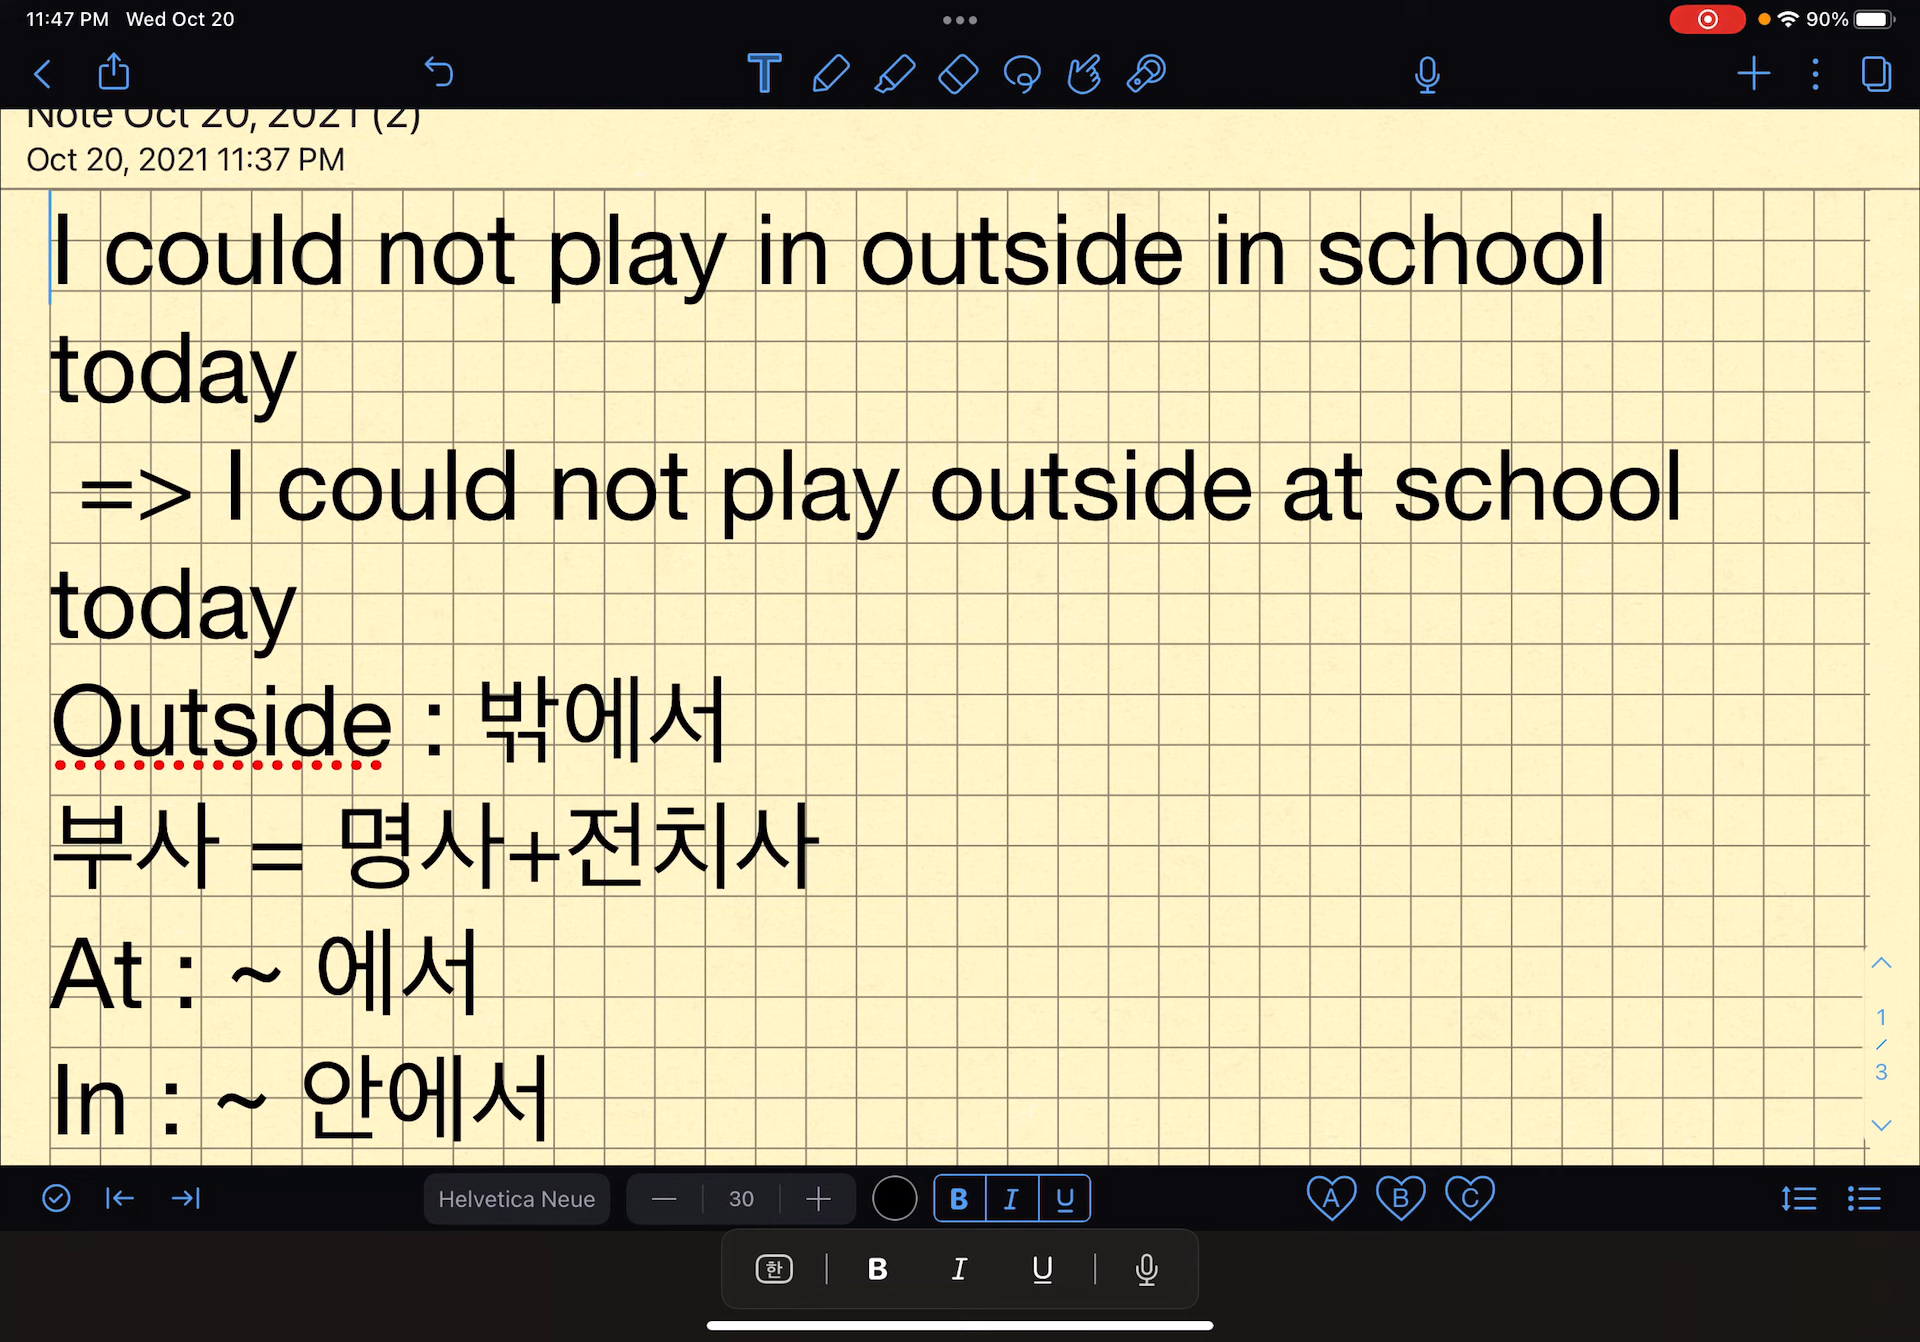 11:47 PM Wed Oct 20
90%
Note Oct 20, 2021 (2)
Oct 20, 2021 11:37 PM
I could not play in outside in school
today
=> I could not play outside at school
today
Outside : 밖에서
부사 = 명사+전치사
At : ~ 에서
In : ~ 안에서
1
/
3
Helvetica Neue — 30 + B I U A B C
한 B I U